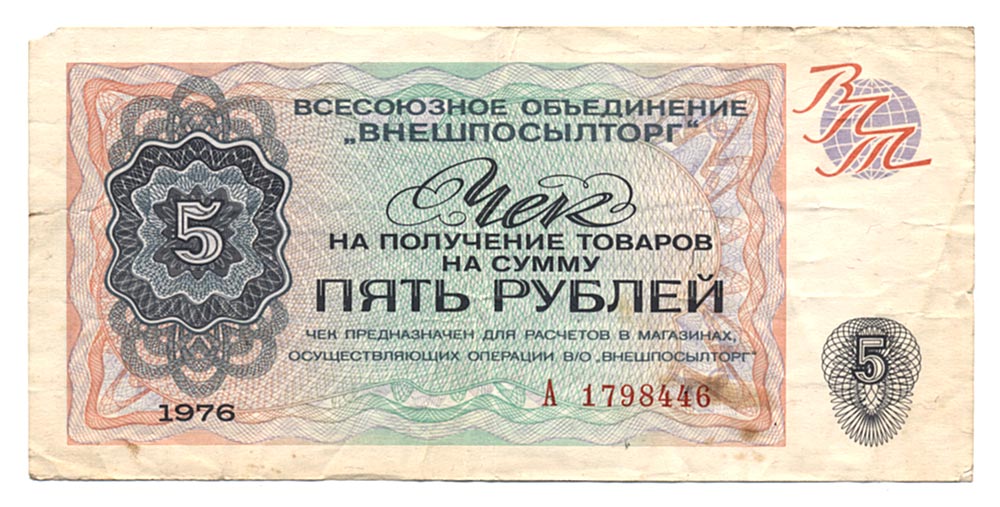 ВСЕСОЮЗНОЕ ОБЪЕДИНЕНИЕ
„ВНЕШПОСЫЛТОРГ“
ВПТ
Чек
НА ПОЛУЧЕНИЕ ТОВАРОВ
НА СУММУ
ПЯТЬ РУБЛЕЙ
5
ЧЕК ПРЕДНАЗНАЧЕН ДЛЯ РАСЧЕТОВ В МАГАЗИНАХ,
ОСУЩЕСТВЛЯЮЩИХ ОПЕРАЦИИ В/О „ВНЕШПОСЫЛТОРГ“
5
А 1798446
1976